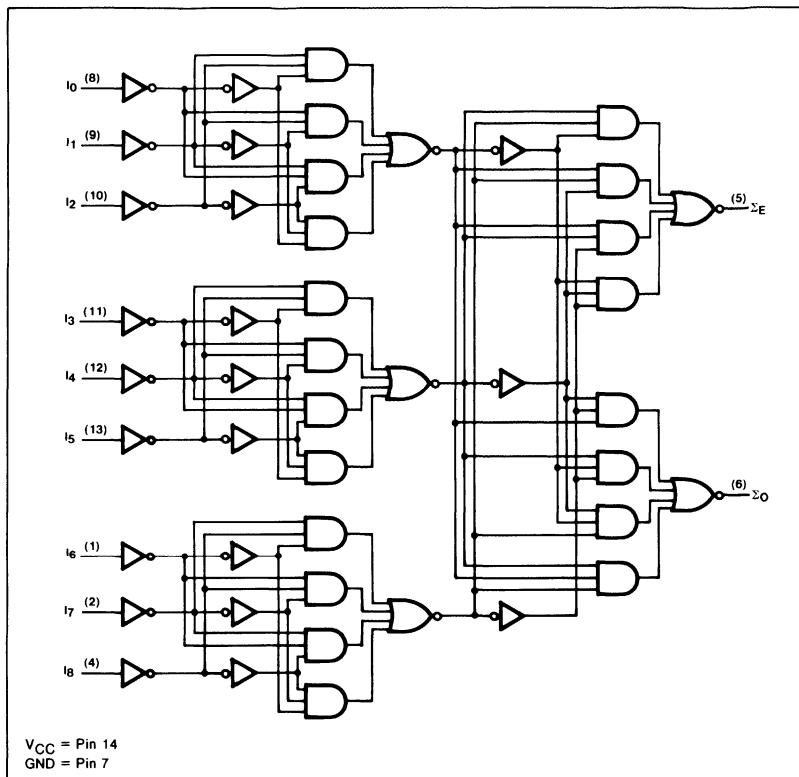 I0 (8)
I1 (9)
I2 (10)
(5) ΣE
I3 (11)
I4 (12)
I5 (13)
(6) ΣO
I6 (1)
I7 (2)
I8 (4)
VCC = Pin 14
GND = Pin 7